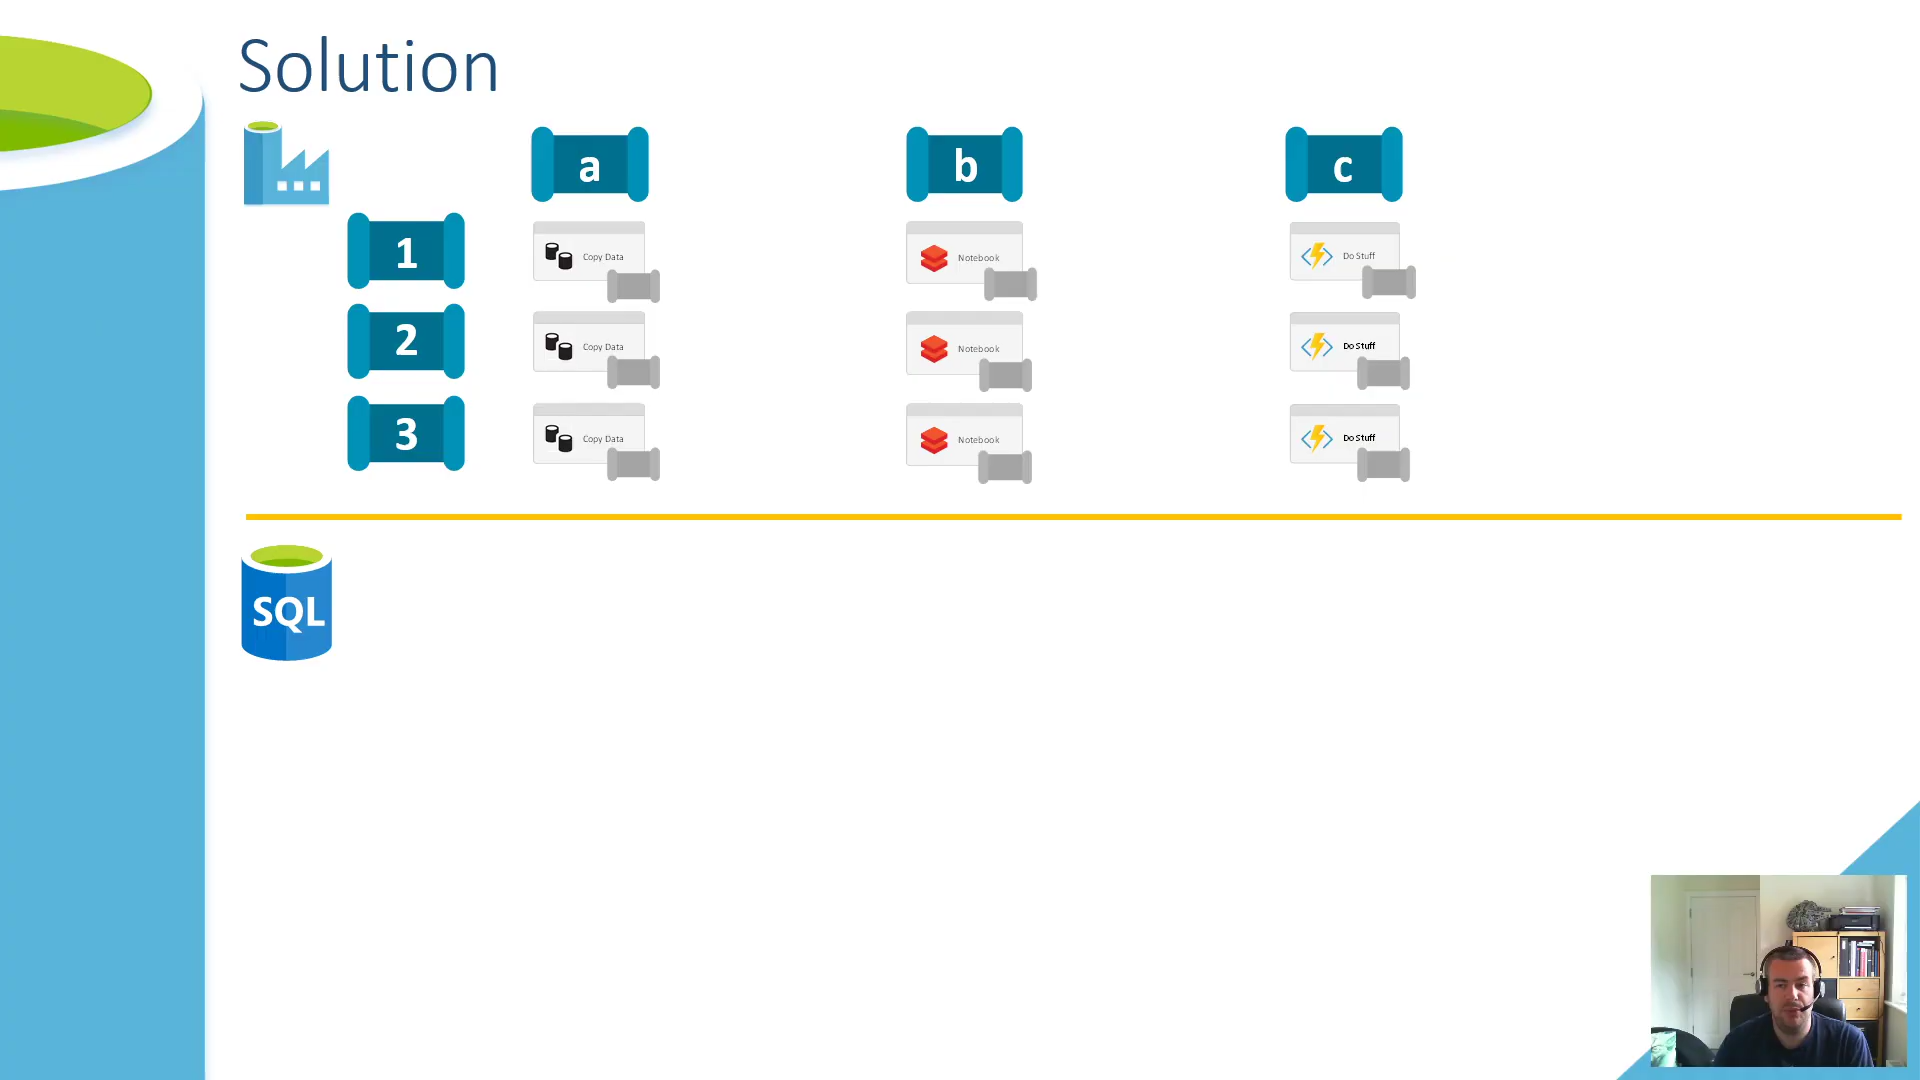 Solution
a
b
c
1
Copy Data
Notebook
Do Stuff
2
Copy Data
Notebook
Do Stuff
3
Copy Data
Notebook
Do Stuff
SQL